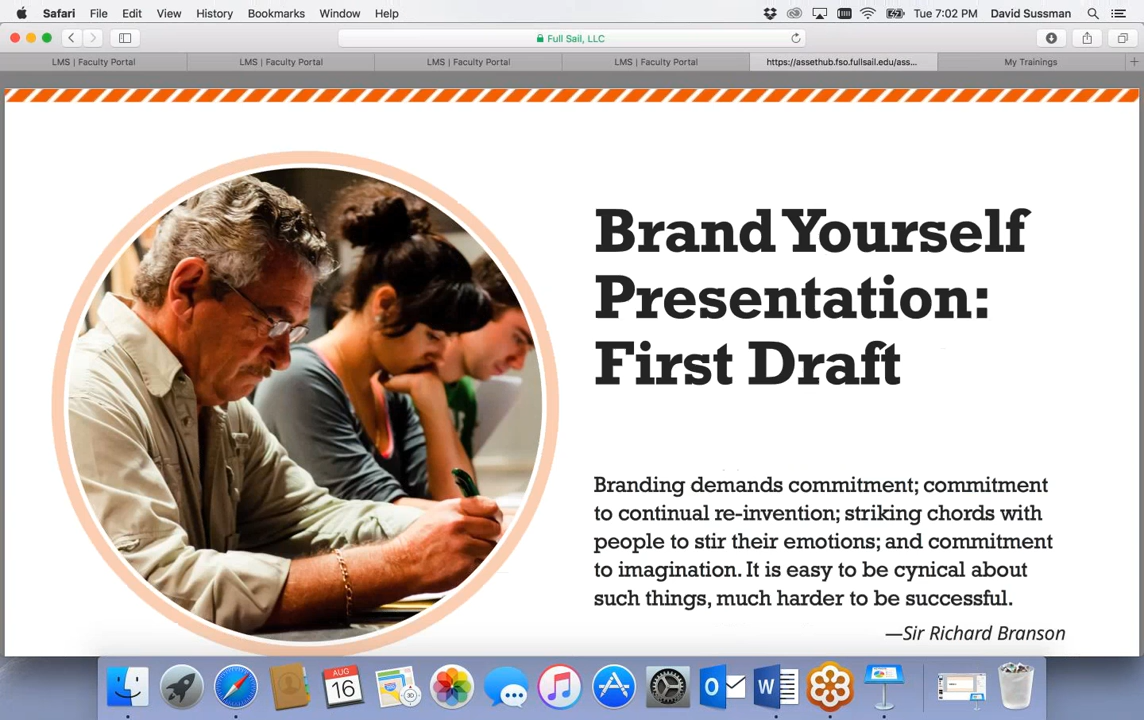 Safari File Edit View History Bookmarks Window Help Tue 7:02 PM David Sussman
Full Sail, LLC
LMS | Faculty Portal LMS | Faculty Portal LMS | Faculty Portal LMS | Faculty Portal https://assethub.fso.fullsail.edu/ass... My Trainings
Brand Yourself
Presentation:
First Draft
Branding demands commitment; commitment
to continual re-invention; striking chords with
people to stir their emotions; and commitment
to imagination. It is easy to be cynical about
such things, much harder to be successful.
—Sir Richard Branson
AUG
16